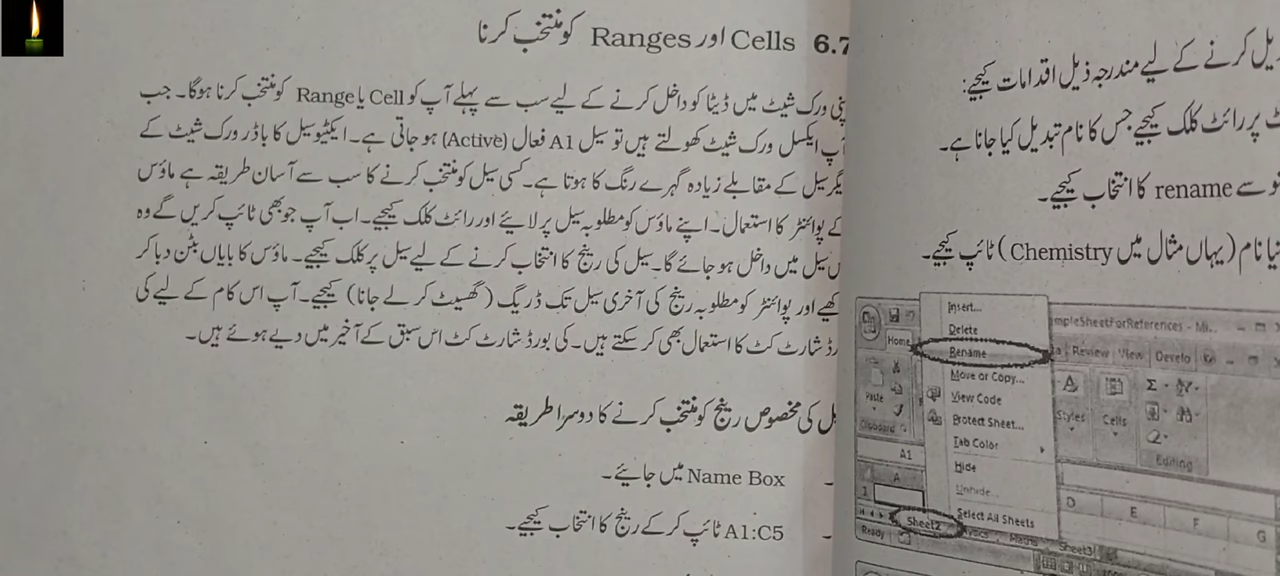 6.7 Cells اور Ranges کو منتخب کرنا
ورک شیٹ میں ڈیٹا کو داخل کرنے کے لیے سب سے پہلے آپ کو Cell یا Range کو منتخب کرنا ہوگا۔ جب
آپ ایکسل ورک شیٹ کھولتے ہیں تو سیل A1 فعال (Active) ہو جاتی ہے۔ ایکٹیو سیل کا باڈر ورک شیٹ کے
سیل کے مقابلے زیادہ گہرے رنگ کا ہوتا ہے۔ کسی سیل کو منتخب کرنے کا سب سے آسان طریقہ ہے ماؤس
کے پوائنٹر کا استعمال۔ اپنے ماؤس کو مطلوبہ سیل پر لائیے اور رائٹ کلک کیجیے۔ اب آپ جو بھی ٹائپ کریں گے وہ
سیل میں داخل ہو جائے گا۔ سیل کی رینج کا انتخاب کرنے کے لیے سیل پر کلک کیجیے۔ ماؤس کا بایاں بٹن دبا کر
اور پوائنٹر کو مطلوبہ رینج کی آخری سیل تک ڈریگ (گھسیٹ کر لے جانا) کیجیے۔ آپ اس کام کے لیے کی
شارٹ کٹ کا استعمال بھی کر سکتے ہیں۔ کی بورڈ شارٹ کٹ اس سبق کے آخیر میں دیے ہوئے ہیں۔
کی مخصوص رینج کو منتخب کرنے کا دوسرا طریقہ
Name Box میں جائیے۔
A1:C5 ٹائپ کر کے رینج کا انتخاب کیجیے۔
کرنے کے لیے مندرجہ ذیل اقدامات کیجیے:
پر رائٹ کلک کیجیے جس کا نام تبدیل کیا جانا ہے۔
سے rename کا انتخاب کیجیے۔
نام (یہاں مثال میں Chemistry) ٹائپ کیجیے۔
mpleSheetForReferences - Mi..
Home
Review View Develo
Insert...
Delete
Rename
Move or Copy...
View Code
Protect Sheet...
Tab Color
Hide
Unhide...
Select All Sheets
Paste
Clipboard
Styles
Cells
Editing
A1
A D E F G
1
Sheet2
Maths
Sheet3
Ready